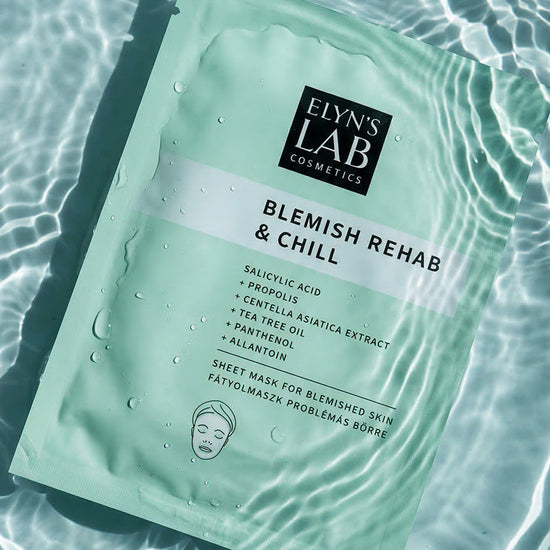 ELYN'S
LAB
COSMETICS
BLEMISH REHAB
& CHILL
SALICYLIC ACID
+ PROPOLIS
+ CENTELLA ASIATICA EXTRACT
+ TEA TREE OIL
+ PANTHENOL
+ ALLANTOIN
SHEET MASK FOR BLEMISHED SKIN
FÁTYOLMASZK PROBLÉMÁS BŐRRE